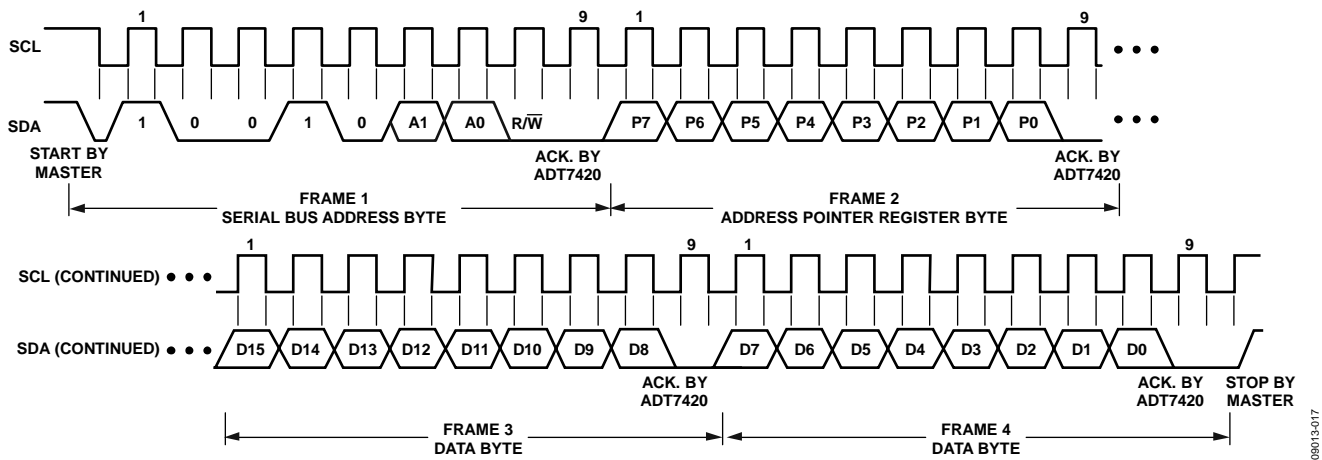 1 9 1 9
SCL
SDA 1 0 0 1 0 A1 A0 R/W̅ P7 P6 P5 P4 P3 P2 P1 P0
START BY
MASTER
ACK. BY
ADT7420
ACK. BY
ADT7420
FRAME 1
SERIAL BUS ADDRESS BYTE
FRAME 2
ADDRESS POINTER REGISTER BYTE
1 9 1 9
SCL (CONTINUED)
SDA (CONTINUED) D15 D14 D13 D12 D11 D10 D9 D8 D7 D6 D5 D4 D3 D2 D1 D0
ACK. BY
ADT7420
ACK. BY
ADT7420
STOP BY
MASTER
FRAME 3
DATA BYTE
FRAME 4
DATA BYTE
09013-017